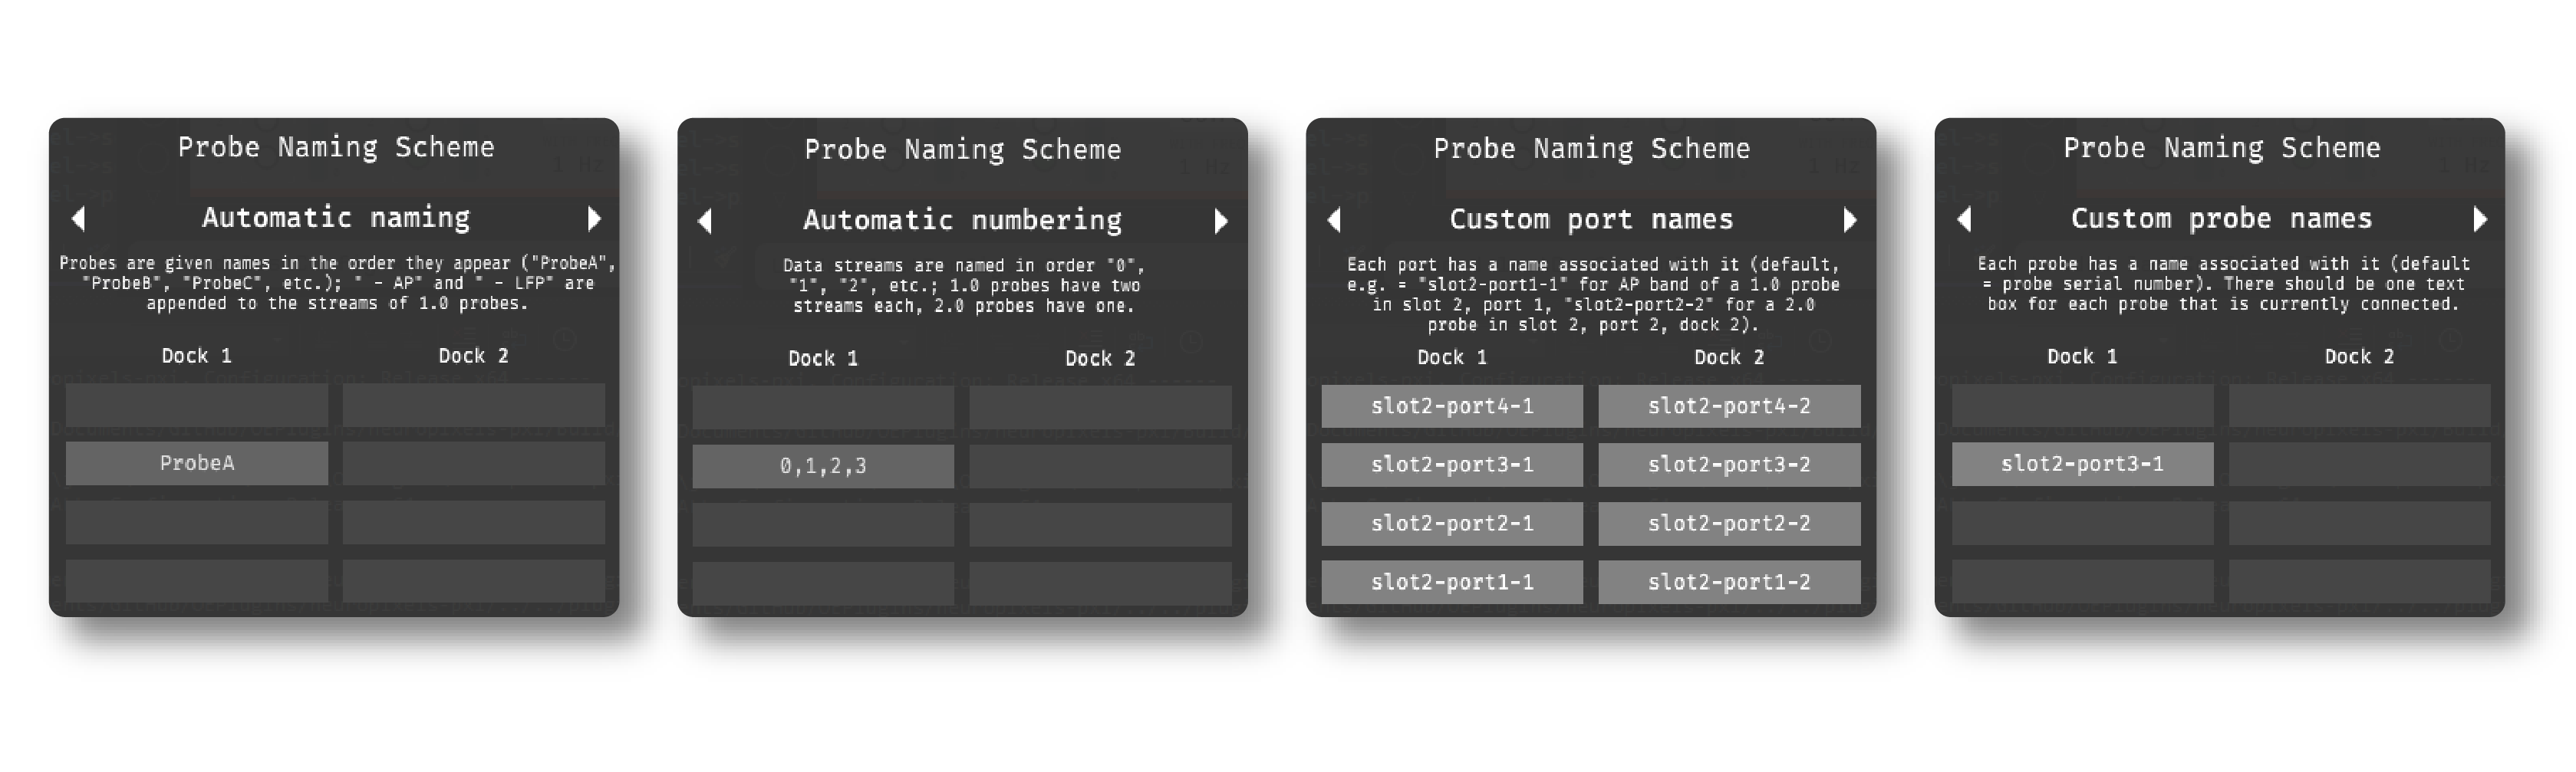 Probe Naming Scheme
Automatic naming
Probes are given names in the order they appear ("ProbeA",
"ProbeB", "ProbeC", etc.); " - AP" and " - LFP" are
appended to the streams of 1.0 probes.
Dock 1 Dock 2
ProbeA
Probe Naming Scheme
Automatic numbering
Data streams are named in order "0",
"1", "2", etc.; 1.0 probes have two
streams each, 2.0 probes have one.
Dock 1 Dock 2
0,1,2,3
Probe Naming Scheme
Custom port names
Each port has a name associated with it (default,
e.g. = "slot2-port1-1" for AP band of a 1.0 probe
in slot 2, port 1, "slot2-port2-2" for a 2.0
probe in slot 2, port 2, dock 2).
Dock 1 Dock 2
slot2-port4-1 slot2-port4-2
slot2-port3-1 slot2-port3-2
slot2-port2-1 slot2-port2-2
slot2-port1-1 slot2-port1-2
Probe Naming Scheme
Custom probe names
Each probe has a name associated with it (default
= probe serial number). There should be one text
box for each probe that is currently connected.
Dock 1 Dock 2
slot2-port3-1